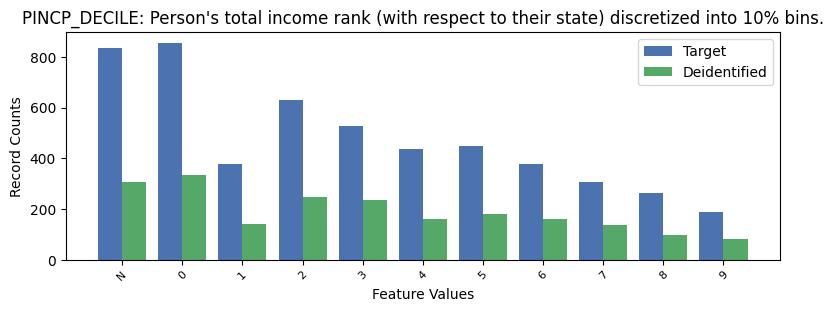 PINCP_DECILE: Person's total income rank (with respect to their state) discretized into 10% bins.
Target
Deidentified
Record Counts
800
600
400
200
0
N 0 1 2 3 4 5 6 7 8 9
Feature Values